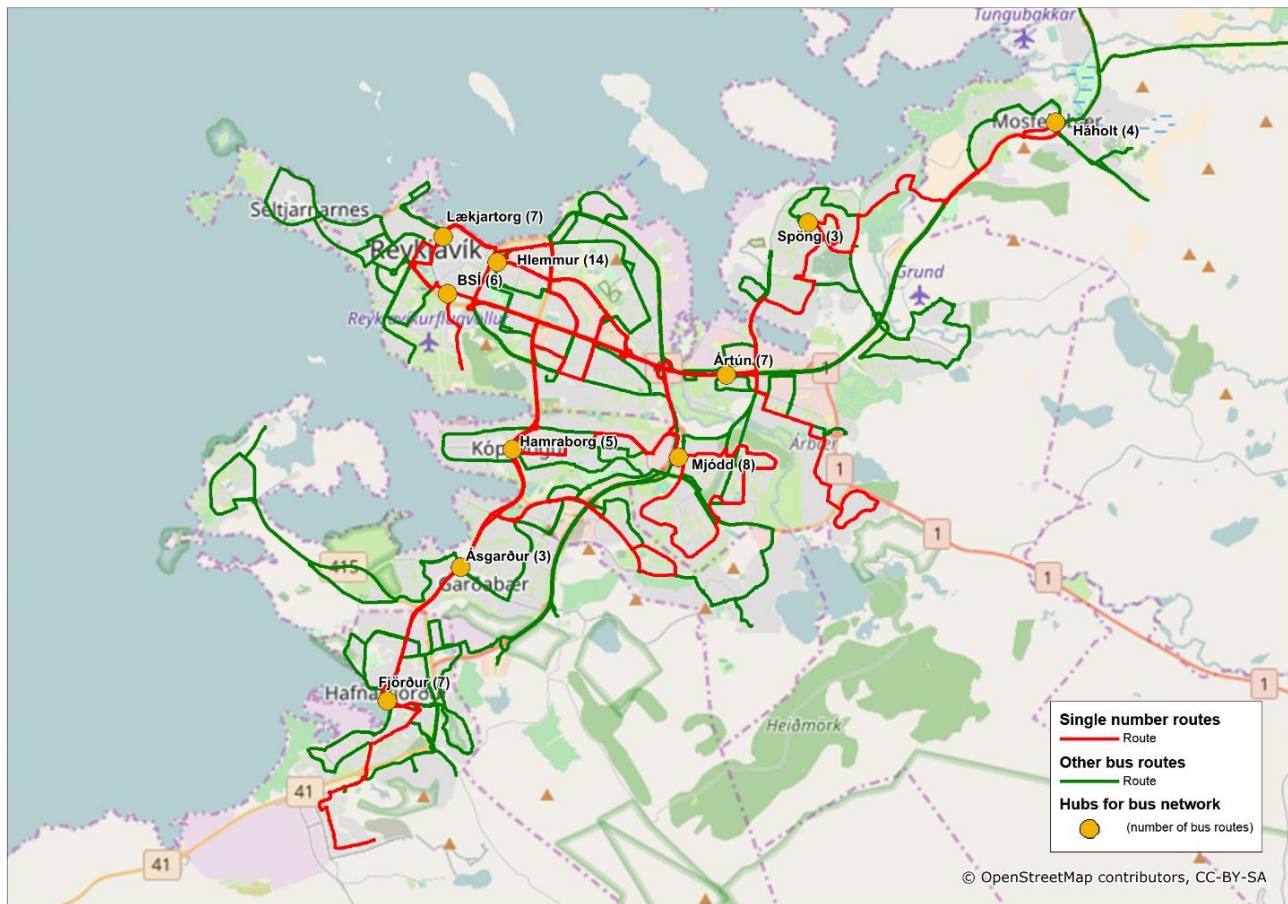 Tungubakkar
Mosfellsbær
Háholt (4)
Seltjarnarnes
Lækjartorg (7)
Reykjavík
Spöng (3)
Hlemmur (14)
BSÍ (6)
Grund
Reykjavíkurflugvöllur
Ártún (7)
1
1
Hamraborg (5)
Kópavogur
Árbær
Mjódd (8)
1
1
Ásgarður (3)
415
Garðabær
1
Fjörður (7)
Hafnarfjörður
1
Heiðmörk
41
41
Single number routes
Route
Other bus routes
Route
Hubs for bus network
(number of bus routes)
© OpenStreetMap contributors, CC-BY-SA